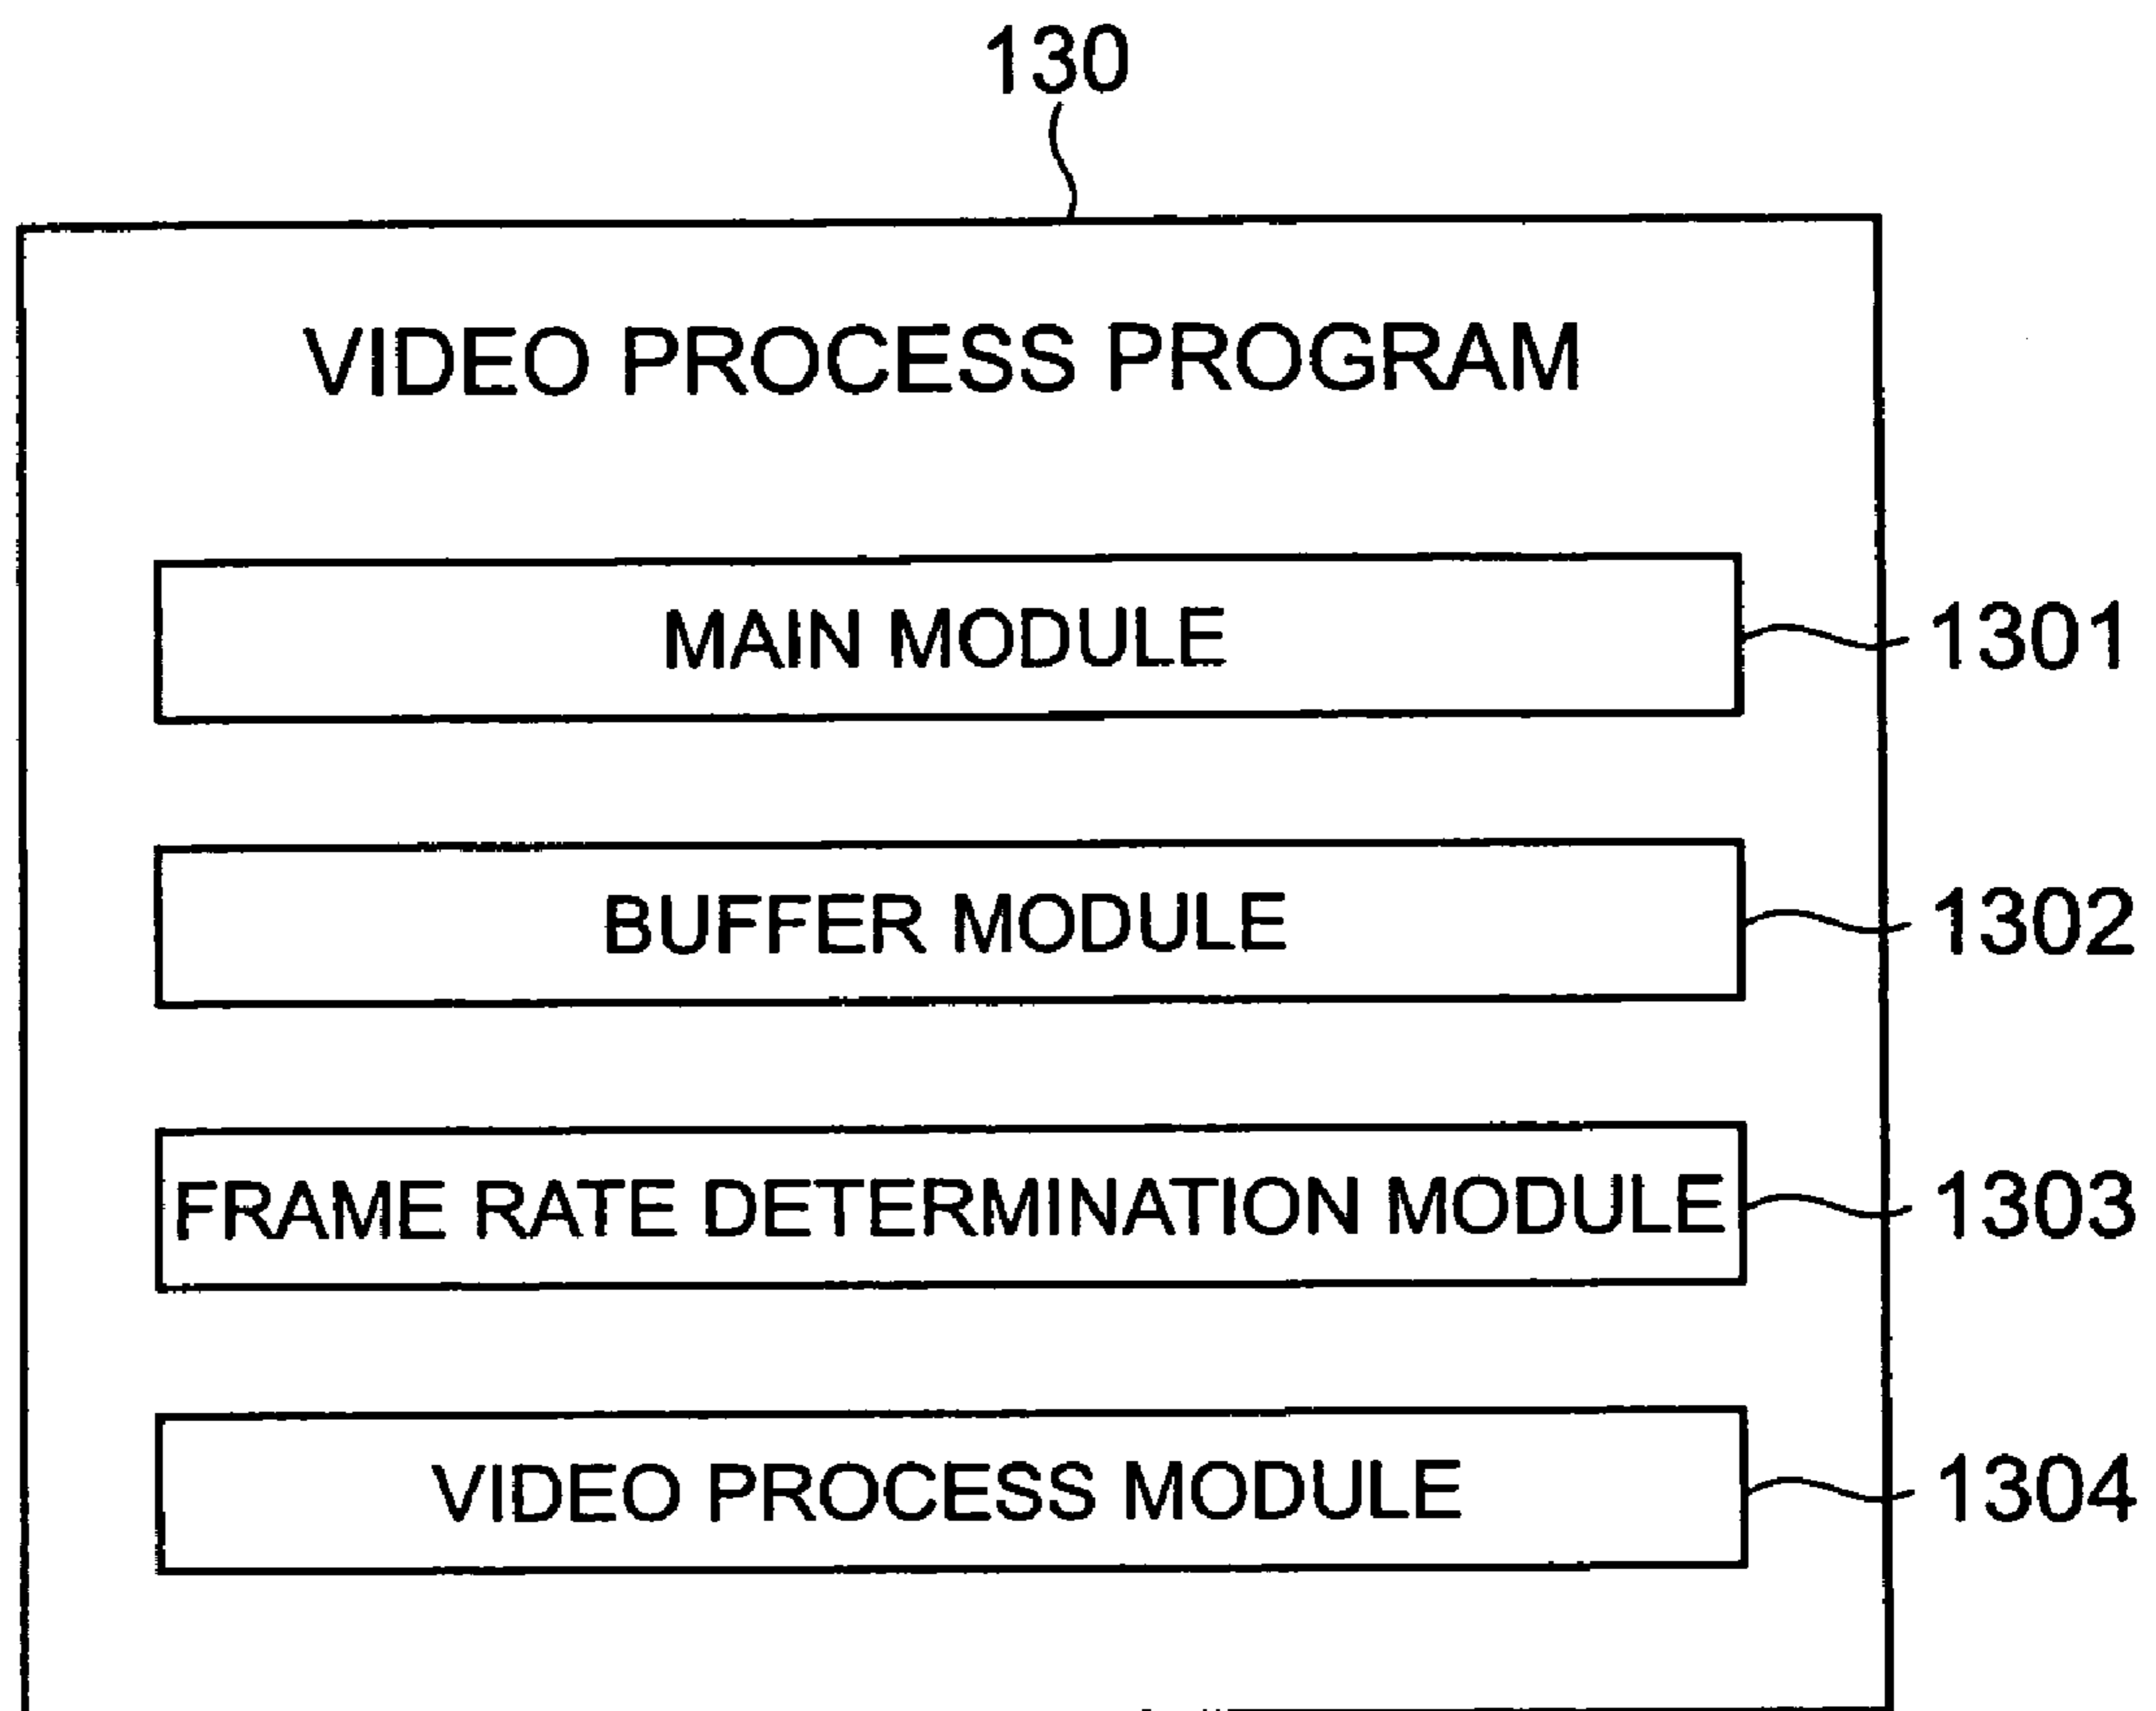 130
VIDEO PROCESS PROGRAM
MAIN MODULE
1301
BUFFER MODULE
1302
FRAME RATE DETERMINATION MODULE
1303
VIDEO PROCESS MODULE
1304